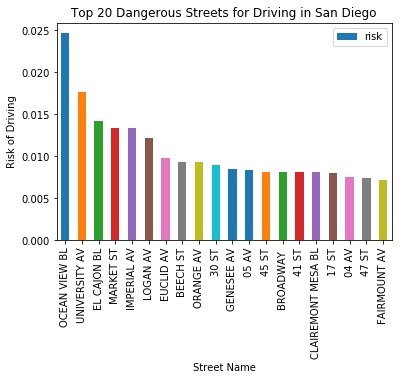 Top 20 Dangerous Streets for Driving in San Diego
risk
0.025
0.020
0.015
0.010
0.005
0.000
Risk of Driving
OCEAN VIEW BL
UNIVERSITY AV
EL CAJON BL
MARKET ST
IMPERIAL AV
LOGAN AV
EUCLID AV
BEECH ST
ORANGE AV
30 ST
GENESEE AV
05 AV
45 ST
BROADWAY
41 ST
CLAIREMONT MESA BL
17 ST
04 AV
47 ST
FAIRMOUNT AV
Street Name